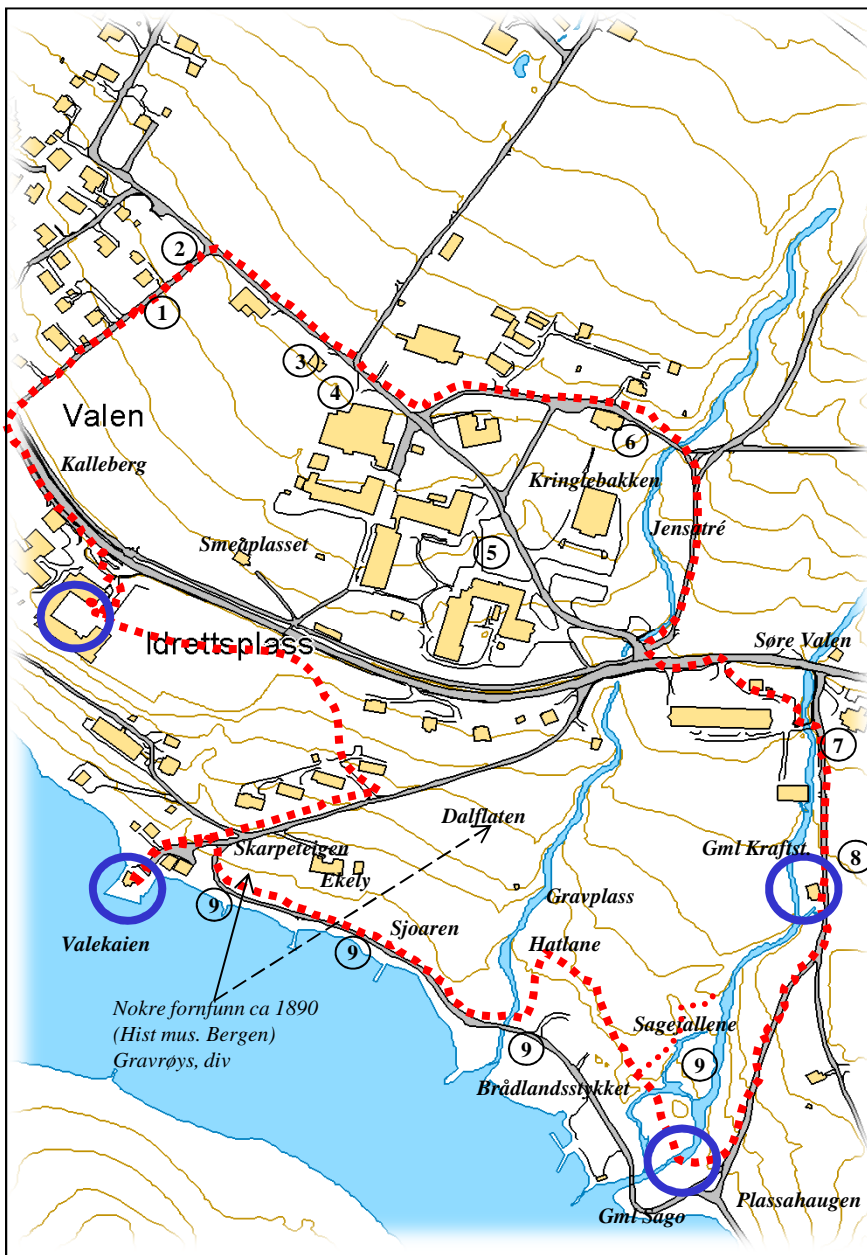 2
1
3
4
Valen
Kalleberg
6
Kringlebakken
Jensatré
5
Smeaplasset
Idrettsplass
Søre Valen
7
Dalflaten
Gml Krafist.
8
Skarpeteigen
Ekely
9
Gravplass
Sjoaren
9
Valekaien
Hatlane
Nokre fornfunn ca 1890
(Hist mus. Bergen)
Gravrøys, div
Sagefallene
9
9
Brådlandsstykket
Plassahaugen
Gml Sago